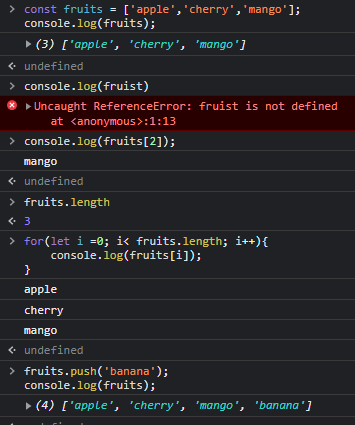 const fruits = ['apple','cherry','mango'];
console.log(fruits);
(3) ['apple', 'cherry', 'mango']
undefined
console.log(fruist)
Uncaught ReferenceError: fruist is not defined
at <anonymous>:1:13
console.log(fruits[2]);
mango
undefined
fruits.length
3
for(let i =0; i< fruits.length; i++){
console.log(fruits[i]);
}
apple
cherry
mango
undefined
fruits.push('banana');
console.log(fruits);
(4) ['apple', 'cherry', 'mango', 'banana']